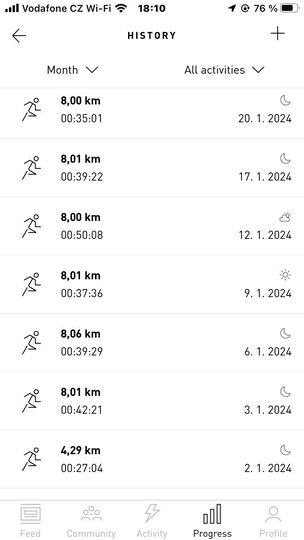 Vodafone CZ Wi-Fi 18:10 76 %
HISTORY
Month All activities
8,00 km
00:35:01 20. 1. 2024
8,01 km
00:39:22 17. 1. 2024
8,00 km
00:50:08 12. 1. 2024
8,01 km
00:37:36 9. 1. 2024
8,06 km
00:39:29 6. 1. 2024
8,01 km
00:42:21 3. 1. 2024
4,29 km
00:27:04 2. 1. 2024
Feed Community Activity Progress Profile